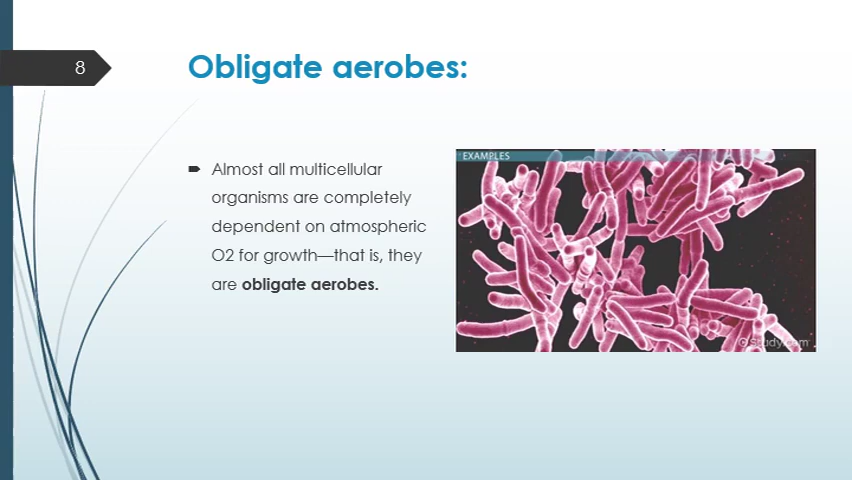 8
Obligate aerobes:
Almost all multicellular
organisms are completely
dependent on atmospheric
O2 for growth—that is, they
are obligate aerobes.
EXAMPLES
© Study.com